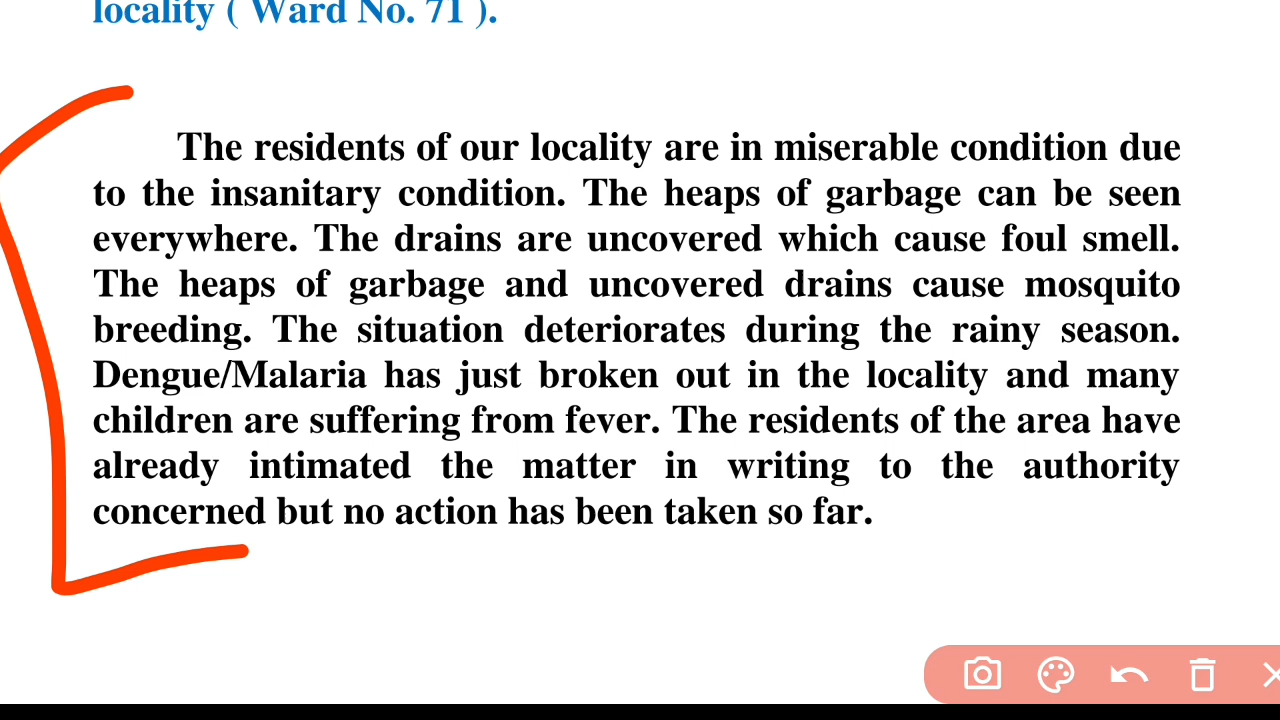 locality ( Ward No. 71 ).
The residents of our locality are in miserable condition due
to the insanitary condition. The heaps of garbage can be seen
everywhere. The drains are uncovered which cause foul smell.
The heaps of garbage and uncovered drains cause mosquito
breeding. The situation deteriorates during the rainy season.
Dengue/Malaria has just broken out in the locality and many
children are suffering from fever. The residents of the area have
already intimated the matter in writing to the authority
concerned but no action has been taken so far.